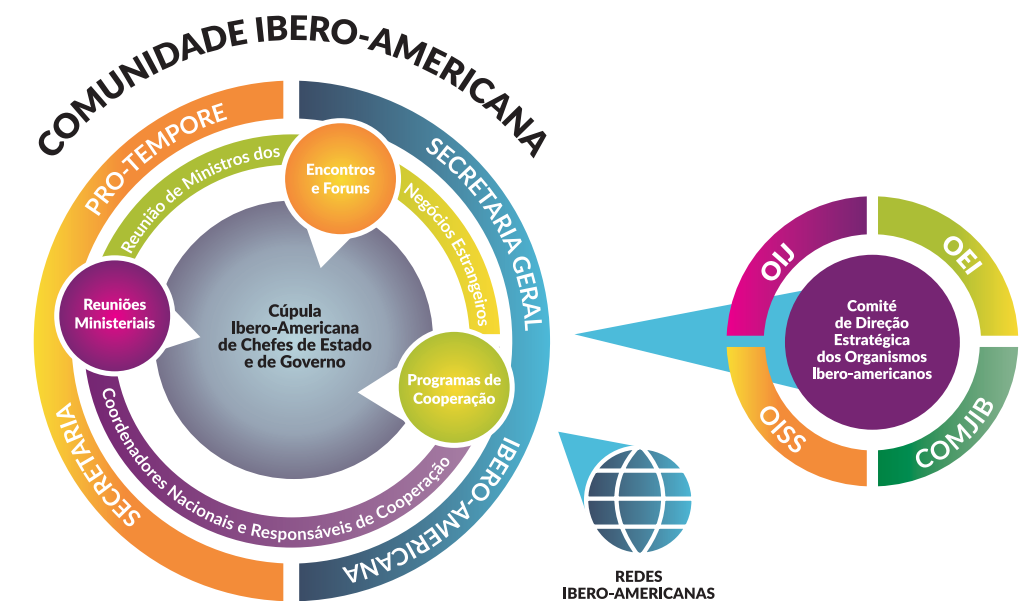 COMUNIDADE IBERO-AMERICANA
SECRETARIA PRO-TEMPORE
SECRETARIA GERAL IBERO-AMERICANA
Reunião de Ministros dos Negócios Estrangeiros
Coordenadores Nacionais e Responsáveis de Cooperação
Encontros
e Foruns
Reuniões
Ministeriais
Cúpula
Ibero-Americana
de Chefes de Estado
e de Governo
Programas de
Cooperação
REDES
IBERO-AMERICANAS
OIJ
OEI
Comité
de Direção
Estratégica
dos Organismos
Ibero-americanos
OISS
COMJIB